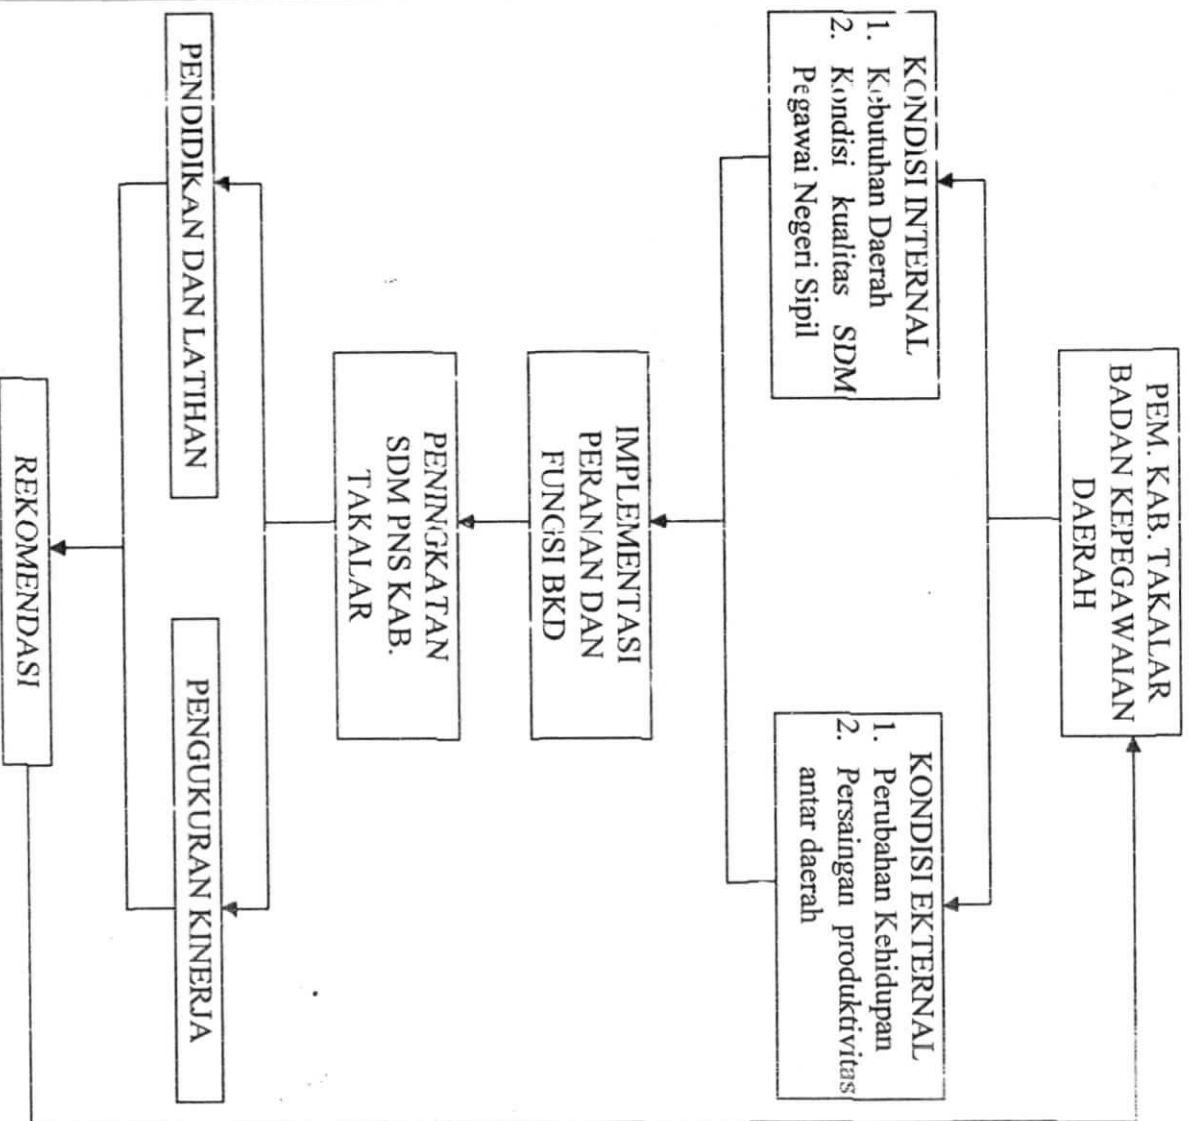 PEM. KAB. TAKALAR
BADAN KEPEGAWAIAN
DAERAH
KONDISI INTERNAL
1. Kebutuhan Daerah
2. Kondisi kualitas SDM
Pegawai Negeri Sipil
KONDISI EKTERNAL
1. Perubahan Kehidupan
2. Persaingan produktivitas
antar daerah
IMPLEMENTASI
PERANAN DAN
FUNGSI BKD
PENINGKATAN
SDM PNS KAB.
TAKALAR
PENDIDIKAN DAN LATIHAN
PENGUKURAN KINERJA
REKOMENDASI